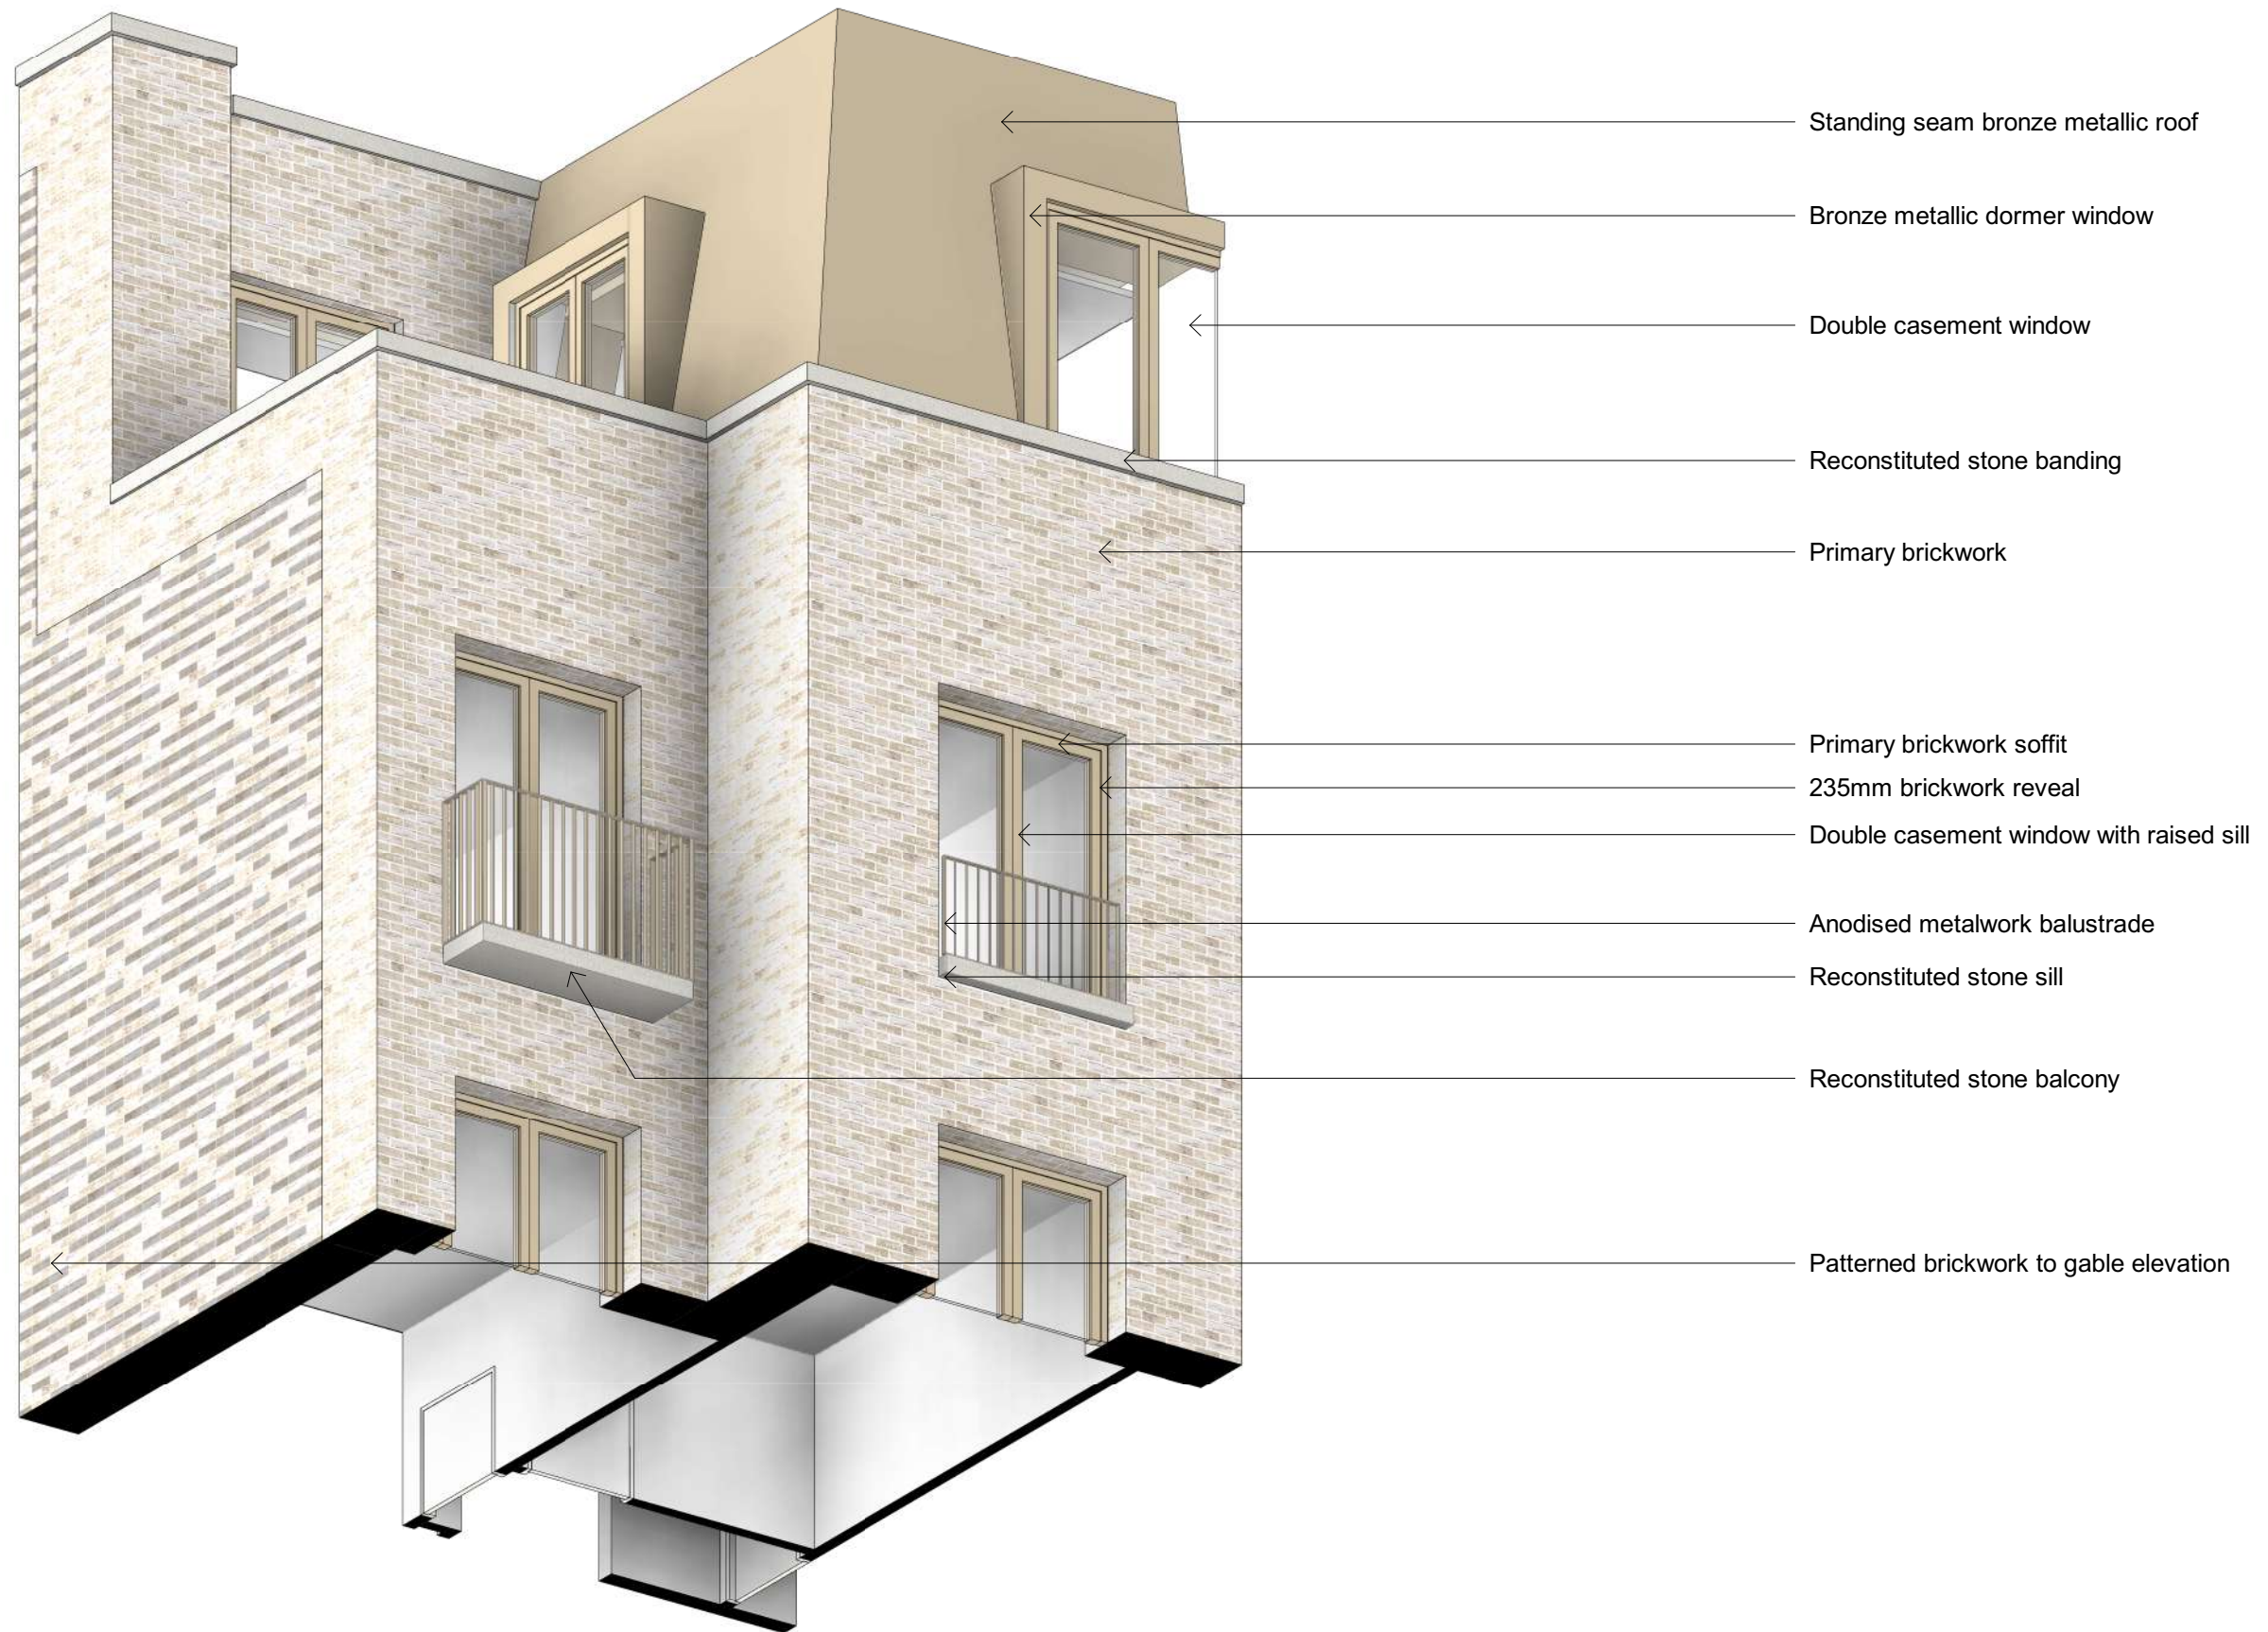 Standing seam bronze metallic roof
Bronze metallic dormer window
Double casement window
Reconstituted stone banding
Primary brickwork
Primary brickwork soffit
235mm brickwork reveal
Double casement window with raised sill
Anodised metalwork balustrade
Reconstituted stone sill
Reconstituted stone balcony
Patterned brickwork to gable elevation